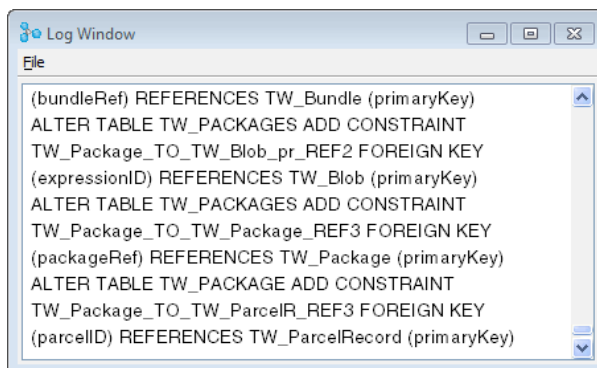 Log Window
File
(bundleRef) REFERENCES TW_Bundle (primaryKey)
ALTER TABLE TW_PACKAGES ADD CONSTRAINT
TW_Package_TO_TW_Blob_pr_REF2 FOREIGN KEY
(expressionID) REFERENCES TW_Blob (primaryKey)
ALTER TABLE TW_PACKAGES ADD CONSTRAINT
TW_Package_TO_TW_Package_REF3 FOREIGN KEY
(packageRef) REFERENCES TW_Package (primaryKey)
ALTER TABLE TW_PACKAGE ADD CONSTRAINT
TW_Package_TO_TW_ParcelR_REF3 FOREIGN KEY
(parcelID) REFERENCES TW_ParcelRecord (primaryKey)